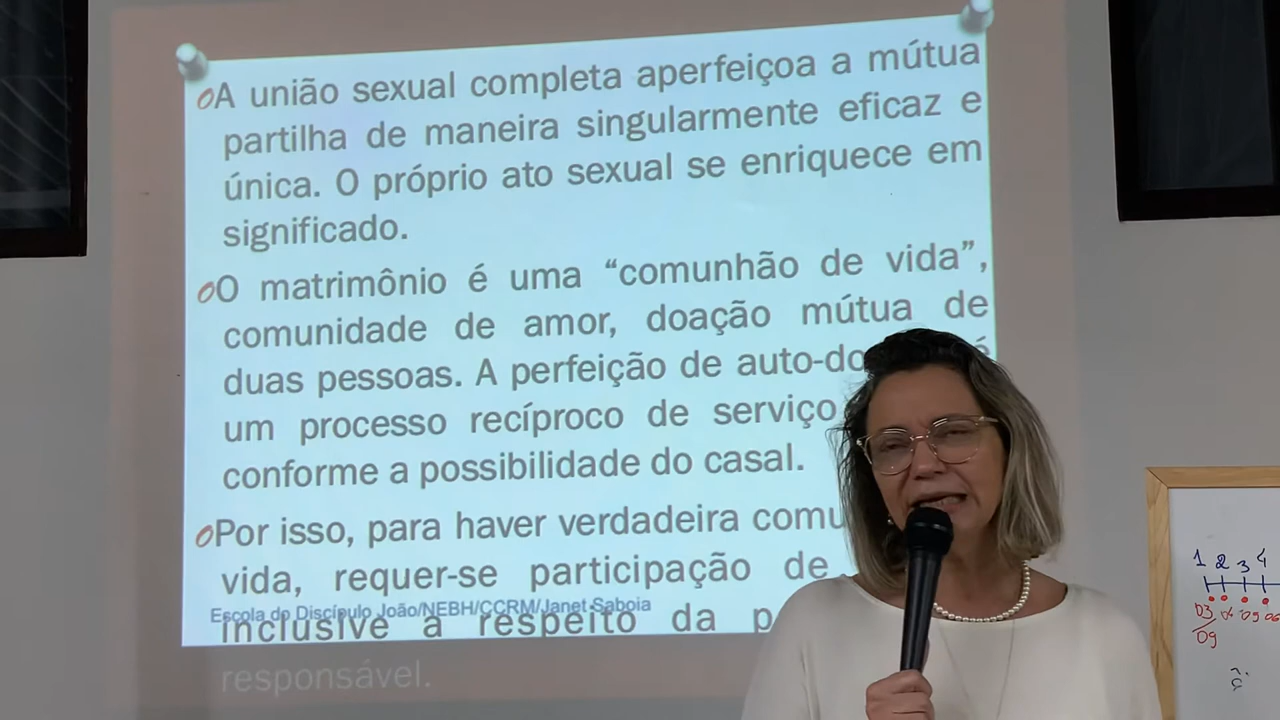 A união sexual completa aperfeiçoa a mútua
partilha de maneira singularmente eficaz e
única. O próprio ato sexual se enriquece em
significado.
O matrimônio é uma “comunhão de vida”,
comunidade de amor, doação mútua de
duas pessoas. A perfeição de
um processo recíproco de serviço
conforme a possibilidade do casal.
Por isso, para haver verdadeira
vida, requer-se participação de
Escola do Discípulo João/NEBH/CCRM/Janet Saboia
inclusive a respeito da
responsável.
1 2 3 4
03
09